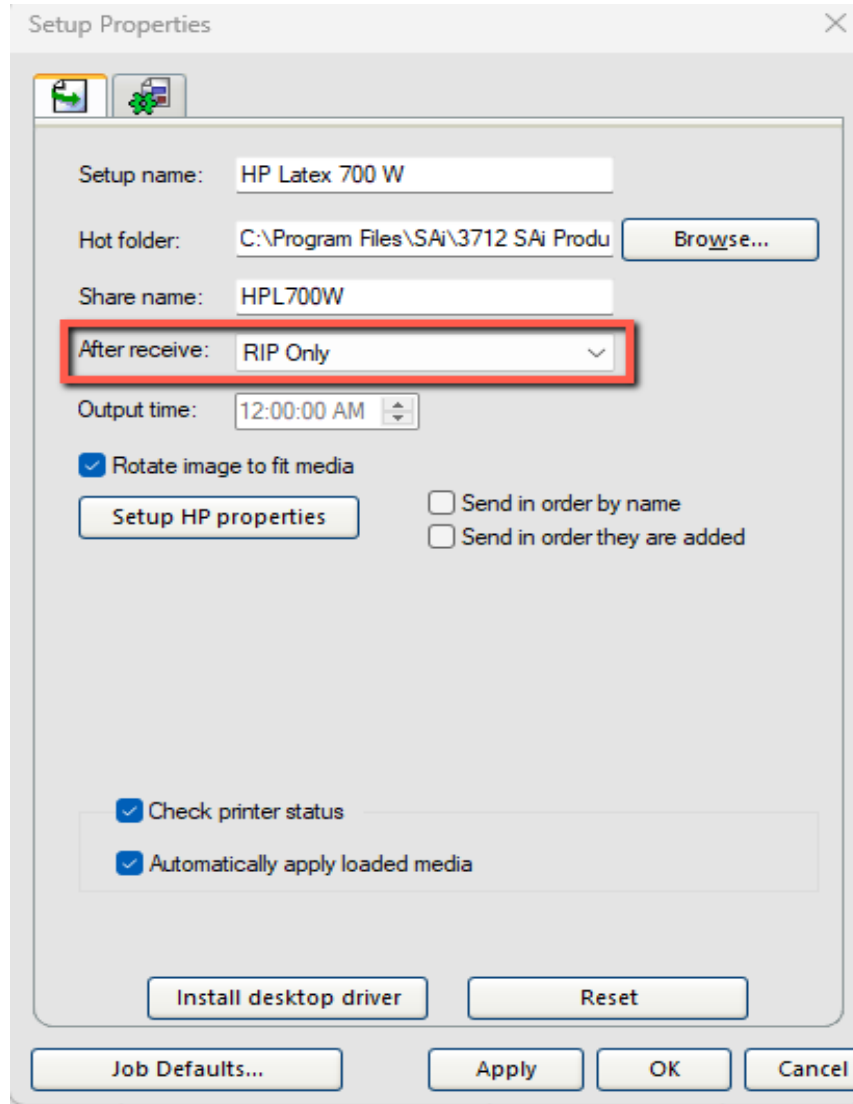 Setup Properties
Setup name: HP Latex 700 W
Hot folder: C:\Program Files\SAi\3712 SAi Produ Browse...
Share name: HPL700W
After receive: RIP Only
Output time: 12:00:00 AM
Rotate image to fit media
Setup HP properties
Send in order by name
Send in order they are added
Check printer status
Automatically apply loaded media
Install desktop driver Reset
Job Defaults... Apply OK Cancel